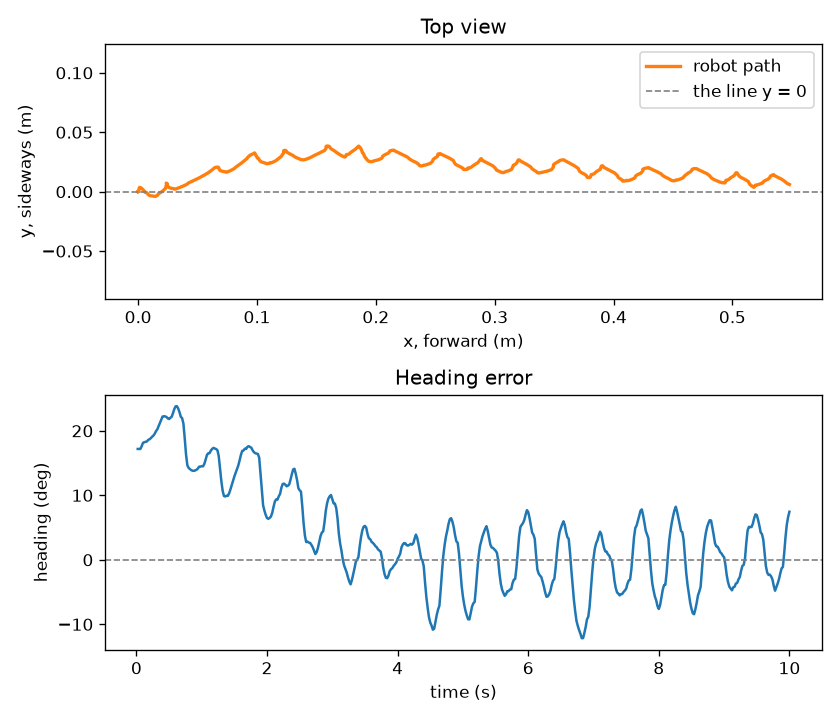 Top view
0.10
0.05
0.00
−0.05
y, sideways (m)
robot path
the line y = 0
0.0 0.1 0.2 0.3 0.4 0.5
x, forward (m)
Heading error
20
10
0
−10
heading (deg)
0 2 4 6 8 10
time (s)